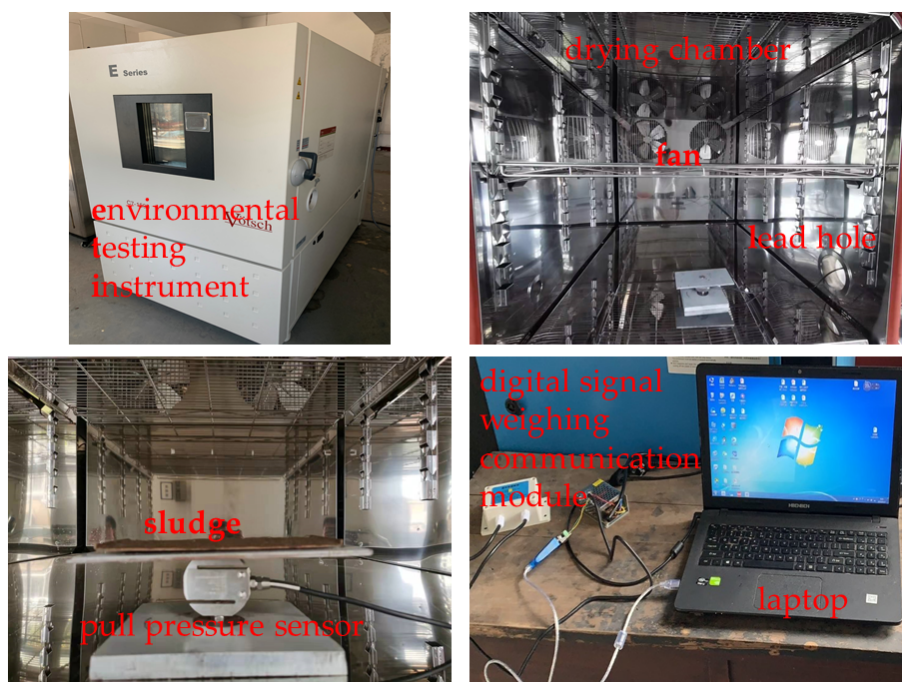 E Series
environmental
Vötsch
testing
instrument
drying chamber
fan
lead hole
sludge
pull pressure sensor
digital signal
weighing
communication
module
laptop